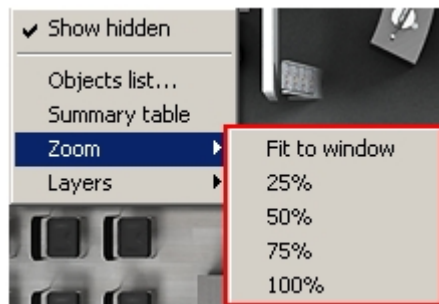 Show hidden
Objects list...
Summary table
Zoom
Layers
Fit to window
25%
50%
75%
100%